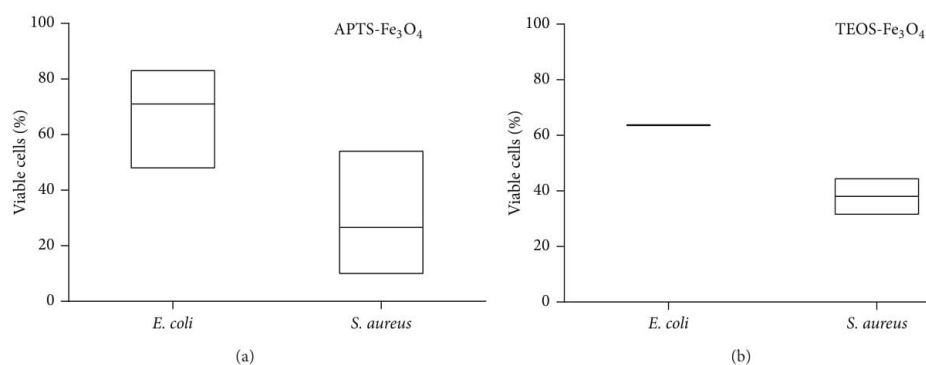 APTS-Fe₃O₄
Viable cells (%)
100
80
60
40
20
0
E. coli
S. aureus
(a)
TEOS-Fe₃O₄
Viable cells (%)
100
80
60
40
20
0
E. coli
S. aureus
(b)